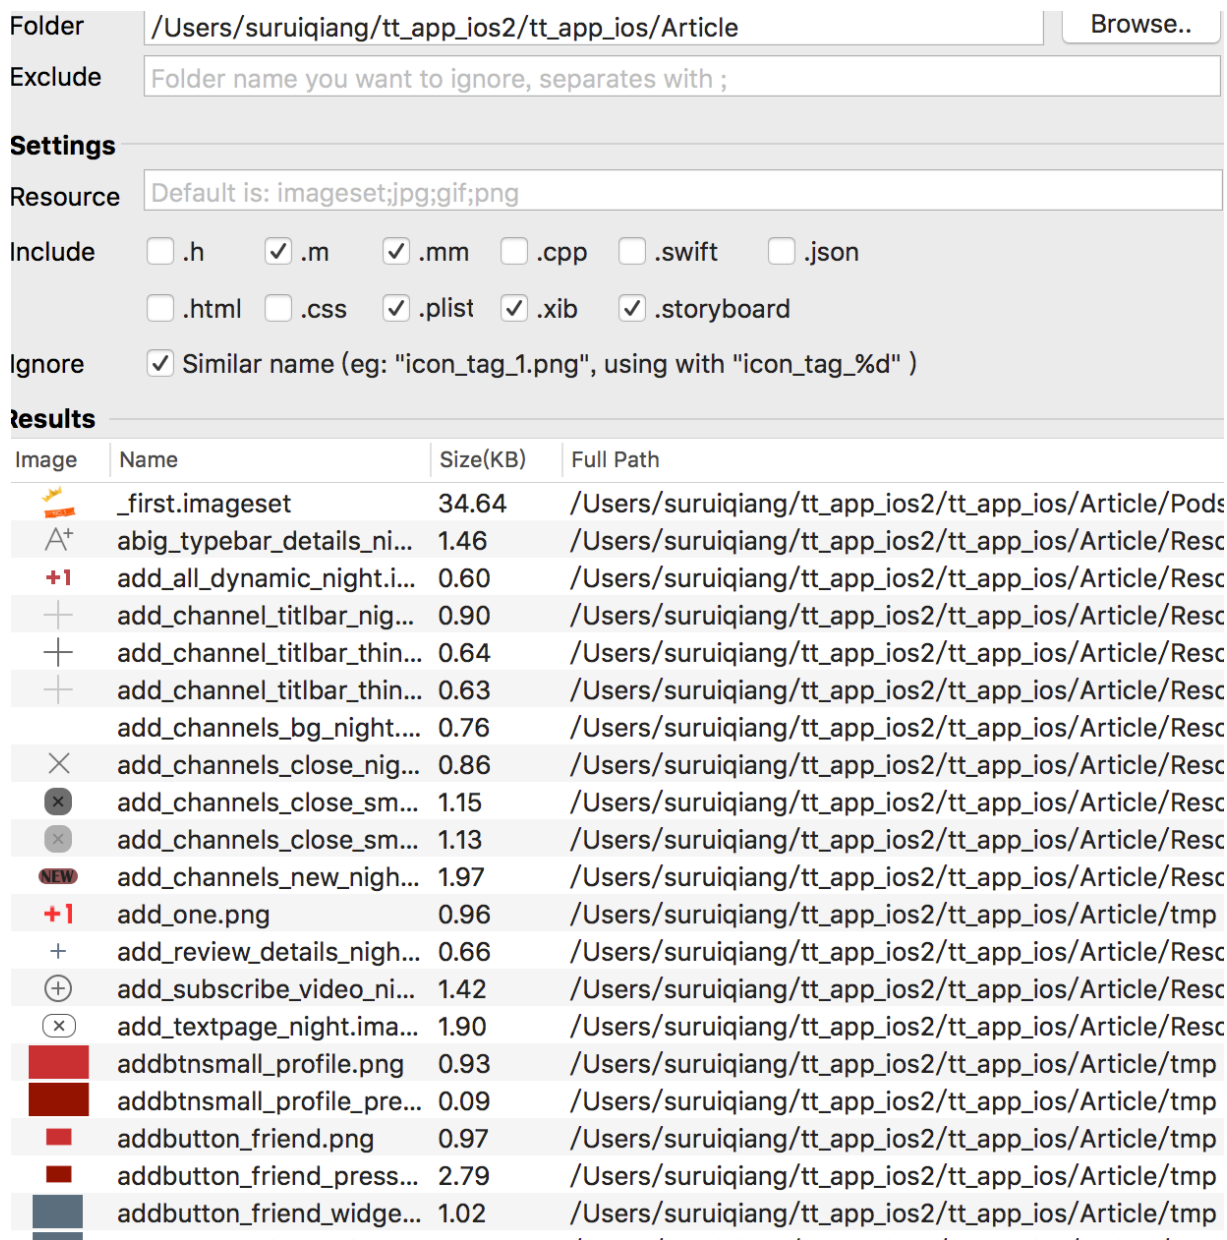 Folder /Users/suruiqiang/tt_app_ios2/tt_app_ios/Article Browse..
Exclude Folder name you want to ignore, separates with ;
Settings
Resource Default is: imageset;jpg;gif;png
Include .h .m .mm .cpp .swift .json
.html .css .plist .xib .storyboard
Ignore Similar name (eg: "icon_tag_1.png", using with "icon_tag_%d" )
Results
Image Name Size(KB) Full Path
_first.imageset 34.64 /Users/suruiqiang/tt_app_ios2/tt_app_ios/Article/Pods
A+ abig_typebar_details_ni... 1.46 /Users/suruiqiang/tt_app_ios2/tt_app_ios/Article/Reso
+1 add_all_dynamic_night.i... 0.60 /Users/suruiqiang/tt_app_ios2/tt_app_ios/Article/Reso
add_channel_titlbar_nig... 0.90 /Users/suruiqiang/tt_app_ios2/tt_app_ios/Article/Reso
add_channel_titlbar_thin... 0.64 /Users/suruiqiang/tt_app_ios2/tt_app_ios/Article/Reso
add_channel_titlbar_thin... 0.63 /Users/suruiqiang/tt_app_ios2/tt_app_ios/Article/Reso
add_channels_bg_night.... 0.76 /Users/suruiqiang/tt_app_ios2/tt_app_ios/Article/Reso
add_channels_close_nig... 0.86 /Users/suruiqiang/tt_app_ios2/tt_app_ios/Article/Reso
add_channels_close_sm... 1.15 /Users/suruiqiang/tt_app_ios2/tt_app_ios/Article/Reso
add_channels_close_sm... 1.13 /Users/suruiqiang/tt_app_ios2/tt_app_ios/Article/Reso
NEW add_channels_new_nigh... 1.97 /Users/suruiqiang/tt_app_ios2/tt_app_ios/Article/Reso
+1 add_one.png 0.96 /Users/suruiqiang/tt_app_ios2/tt_app_ios/Article/tmp
add_review_details_nigh... 0.66 /Users/suruiqiang/tt_app_ios2/tt_app_ios/Article/Reso
add_subscribe_video_ni... 1.42 /Users/suruiqiang/tt_app_ios2/tt_app_ios/Article/Reso
add_textpage_night.ima... 1.90 /Users/suruiqiang/tt_app_ios2/tt_app_ios/Article/Reso
addbtnsmall_profile.png 0.93 /Users/suruiqiang/tt_app_ios2/tt_app_ios/Article/tmp
addbtnsmall_profile_pre... 0.09 /Users/suruiqiang/tt_app_ios2/tt_app_ios/Article/tmp
addbutton_friend.png 0.97 /Users/suruiqiang/tt_app_ios2/tt_app_ios/Article/tmp
addbutton_friend_press... 2.79 /Users/suruiqiang/tt_app_ios2/tt_app_ios/Article/tmp
addbutton_friend_widge... 1.02 /Users/suruiqiang/tt_app_ios2/tt_app_ios/Article/tmp